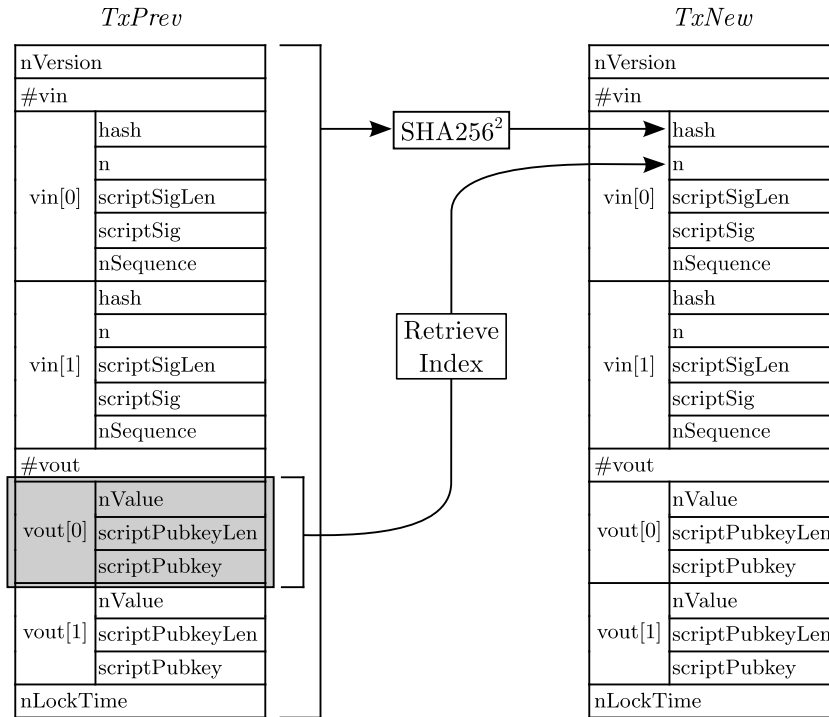 TxPrev
nVersion
#vin
vin[0]
hash
n
scriptSigLen
scriptSig
nSequence
vin[1]
hash
n
scriptSigLen
scriptSig
nSequence
#vout
vout[0]
nValue
scriptPubkeyLen
scriptPubkey
vout[1]
nValue
scriptPubkeyLen
scriptPubkey
nLockTime
SHA256²
Retrieve
Index
TxNew
nVersion
#vin
vin[0]
hash
n
scriptSigLen
scriptSig
nSequence
vin[1]
hash
n
scriptSigLen
scriptSig
nSequence
#vout
vout[0]
nValue
scriptPubkeyLen
scriptPubkey
vout[1]
nValue
scriptPubkeyLen
scriptPubkey
nLockTime